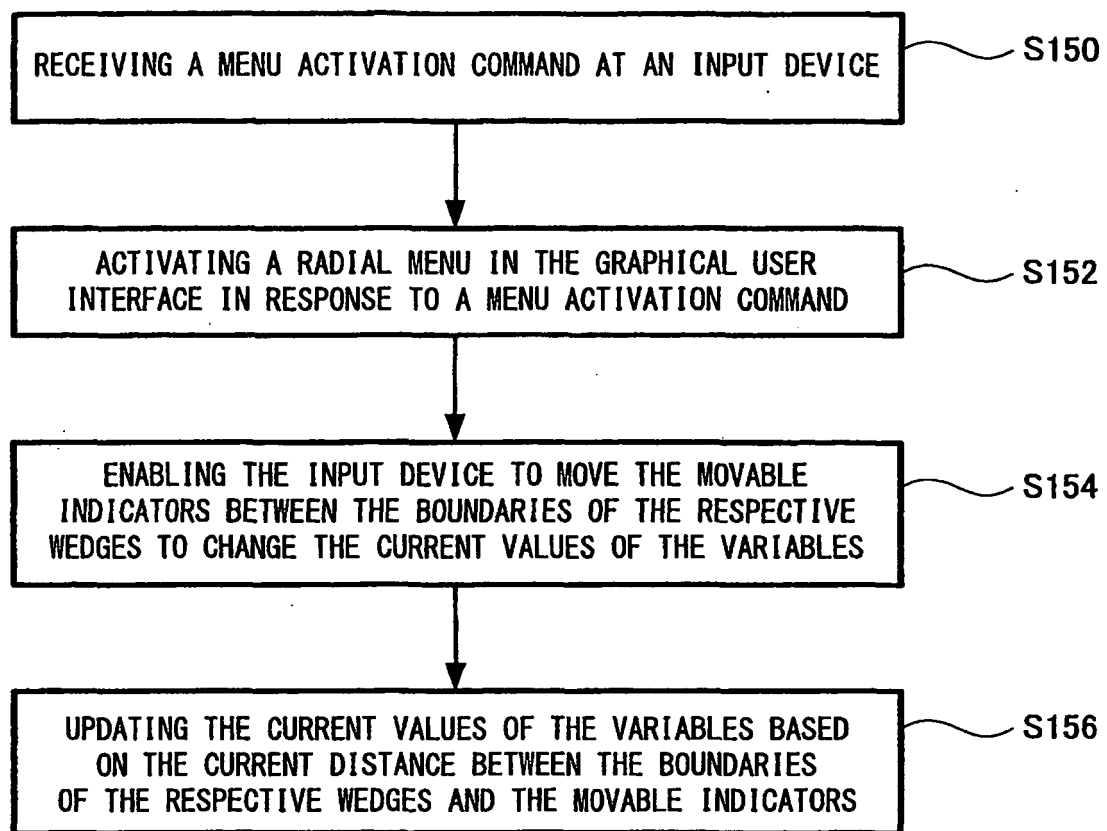 RECEIVING A MENU ACTIVATION COMMAND AT AN INPUT DEVICE
S150
ACTIVATING A RADIAL MENU IN THE GRAPHICAL USER
INTERFACE IN RESPONSE TO A MENU ACTIVATION COMMAND
S152
ENABLING THE INPUT DEVICE TO MOVE THE MOVABLE
INDICATORS BETWEEN THE BOUNDARIES OF THE RESPECTIVE
WEDGES TO CHANGE THE CURRENT VALUES OF THE VARIABLES
S154
UPDATING THE CURRENT VALUES OF THE VARIABLES BASED
ON THE CURRENT DISTANCE BETWEEN THE BOUNDARIES
OF THE RESPECTIVE WEDGES AND THE MOVABLE INDICATORS
S156